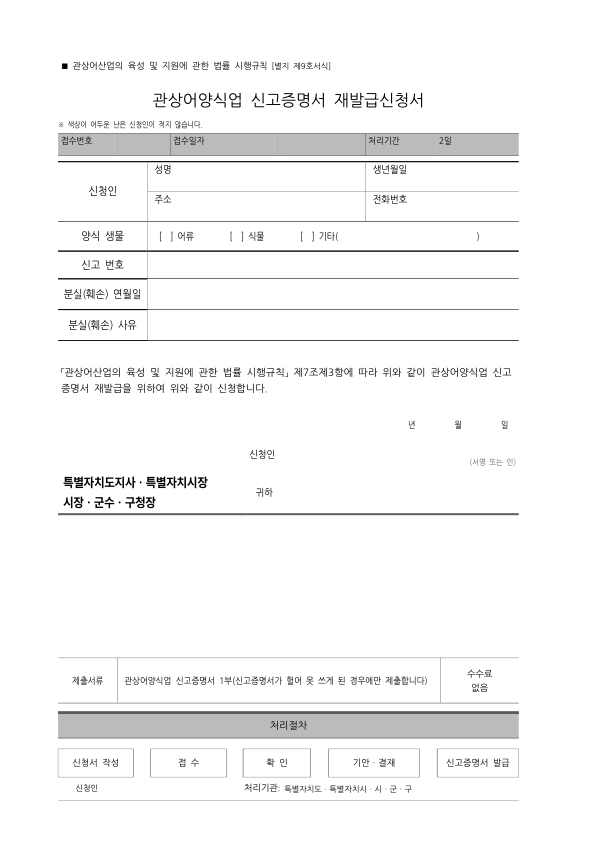 ■ 관상어산업의 육성 및 지원에 관한 법률 시행규칙 [별지 제9호서식]
관상어양식업 신고증명서 재발급신청서
※ 색상이 어두운 난은 신청인이 적지 않습니다.
접수번호 접수일자 처리기간 2일
신청인 성명 생년월일
주소 전화번호
양식 생물 [ ] 어류 [ ] 식물 [ ] 기타( )
신고 번호
분실(훼손) 연월일
분실(훼손) 사유
「관상어산업의 육성 및 지원에 관한 법률 시행규칙」 제7조제3항에 따라 위와 같이 관상어양식업 신고
증명서 재발급을 위하여 위와 같이 신청합니다.
년 월 일
신청인
(서명 또는 인)
특별자치도지사ㆍ특별자치시장
시장ㆍ군수ㆍ구청장
귀하
제출서류 관상어양식업 신고증명서 1부(신고증명서가 헐어 못 쓰게 된 경우에만 제출합니다) 수수료
없음
처리절차
신청서 작성 접 수 확 인 기안ㆍ결재 신고증명서 발급
신청인 처리기관: 특별자치도ㆍ특별자치시ㆍ시ㆍ군ㆍ구